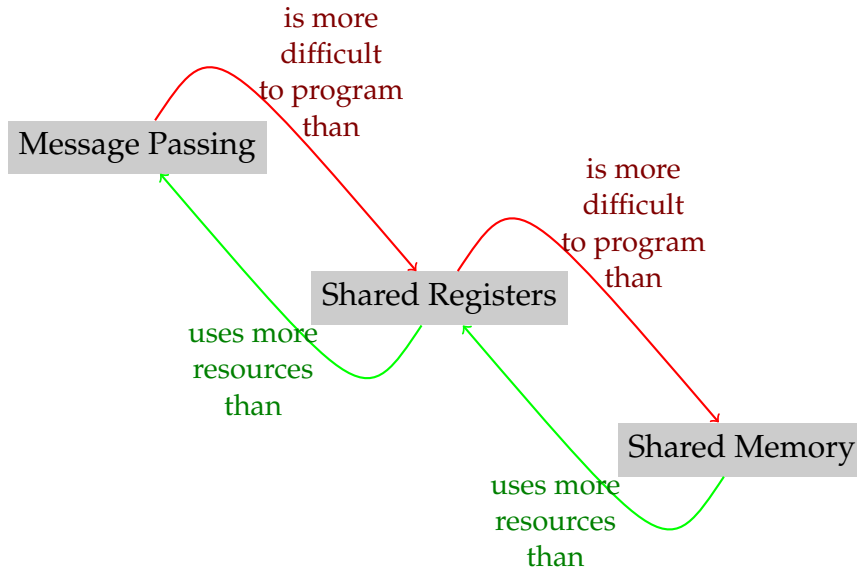 is more
difficult
to program
than
Message Passing
is more
difficult
to program
than
Shared Registers
uses more
resources
than
Shared Memory
uses more
resources
than